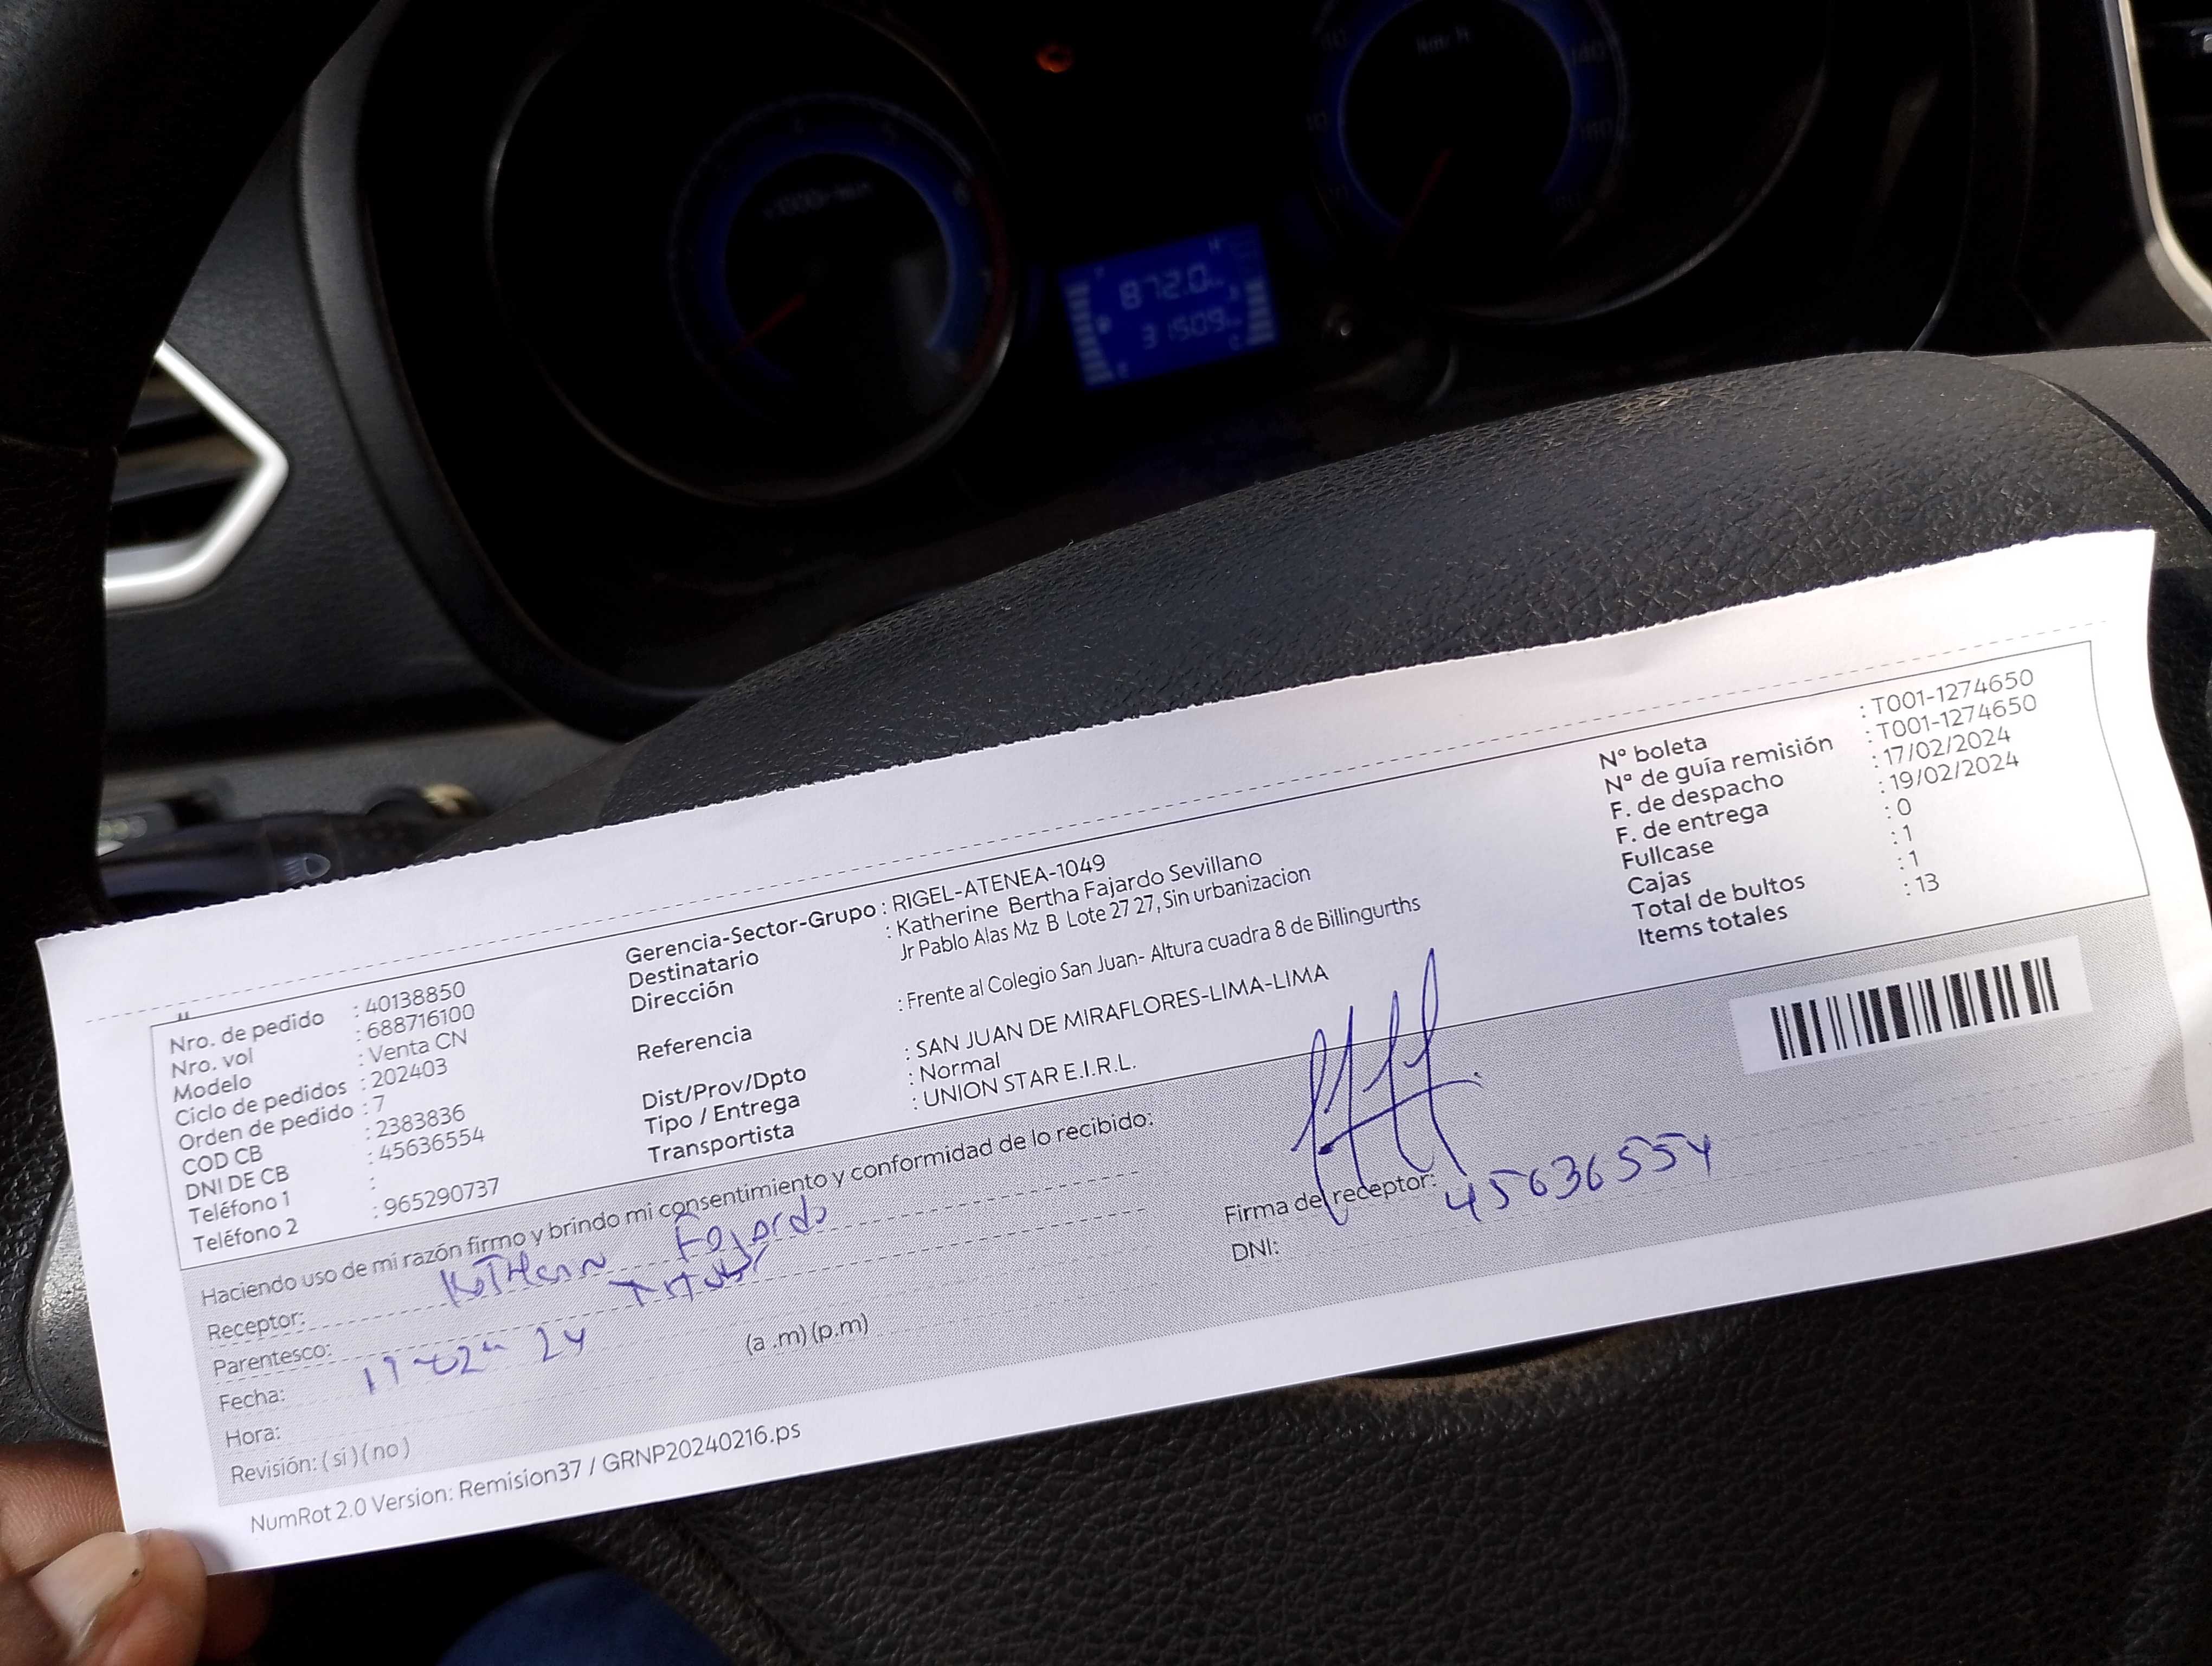 x1000r/min
km/h
872.0
31509
Nro. de pedido : 40138850
Nro. vol : 688716100
Modelo : Venta CN
Ciclo de pedidos : 202403
Orden de pedido : 7
COD CB : 2383836
DNI DE CB : 45636554
Teléfono 1 :
Teléfono 2 : 965290737
Gerencia-Sector-Grupo : RIGEL-ATENEA-1049
Destinatario : Katherine Bertha Fajardo Sevillano
Dirección Jr Pablo Alas Mz B Lote 27 27, Sin urbanizacion
Referencia : Frente al Colegio San Juan- Altura cuadra 8 de Billingurths
Dist/Prov/Dpto : SAN JUAN DE MIRAFLORES-LIMA-LIMA
Tipo / Entrega : Normal
Transportista : UNION STAR E.I.R.L.
N° boleta : T001-1274650
N° de guía remisión : T001-1274650
F. de despacho : 17/02/2024
F. de entrega : 19/02/2024
Fullcase : 0
Cajas : 1
Total de bultos : 1
Items totales : 13
Haciendo uso de mi razón firmo y brindo mi consentimiento y conformidad de lo recibido:
Receptor: Fajardo
Parentesco:
Fecha: 24
Hora: (a .m) (p.m)
Revisión: ( si ) ( no )
Firma del receptor:
DNI: 45636554
NumRot 2.0 Version: Remision37 / GRNP20240216.ps